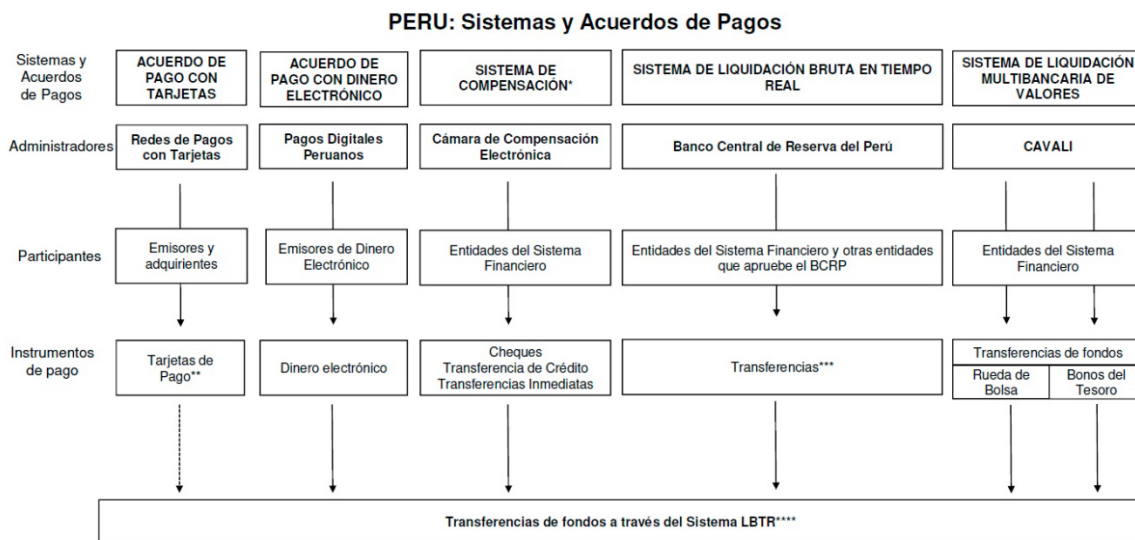 PERU: Sistemas y Acuerdos de Pagos
Sistemas y
Acuerdos
de Pagos
ACUERDO DE
PAGO CON
TARJETAS
ACUERDO DE
PAGO CON DINERO
ELECTRÓNICO
SISTEMA DE
COMPENSACIÓN*
SISTEMA DE LIQUIDACIÓN BRUTA EN TIEMPO
REAL
SISTEMA DE LIQUIDACIÓN
MULTIBANCARIA DE
VALORES
Administradores
Redes de Pagos
con Tarjetas
Pagos Digitales
Peruanos
Cámara de Compensación
Electrónica
Banco Central de Reserva del Perú
CAVALI
Participantes
Emisores y
adquirientes
Emisores de Dinero
Electrónico
Entidades del Sistema
Financiero
Entidades del Sistema Financiero y otras entidades
que apruebe el BCRP
Entidades del Sistema
Financiero
Instrumentos
de pago
Tarjetas de
Pago**
Dinero electrónico
Cheques
Transferencia de Crédito
Transferencias Inmediatas
Transferencias***
Transferencias de fondos
Rueda de
Bolsa
Bonos del
Tesoro
Transferencias de fondos a través del Sistema LBTR****